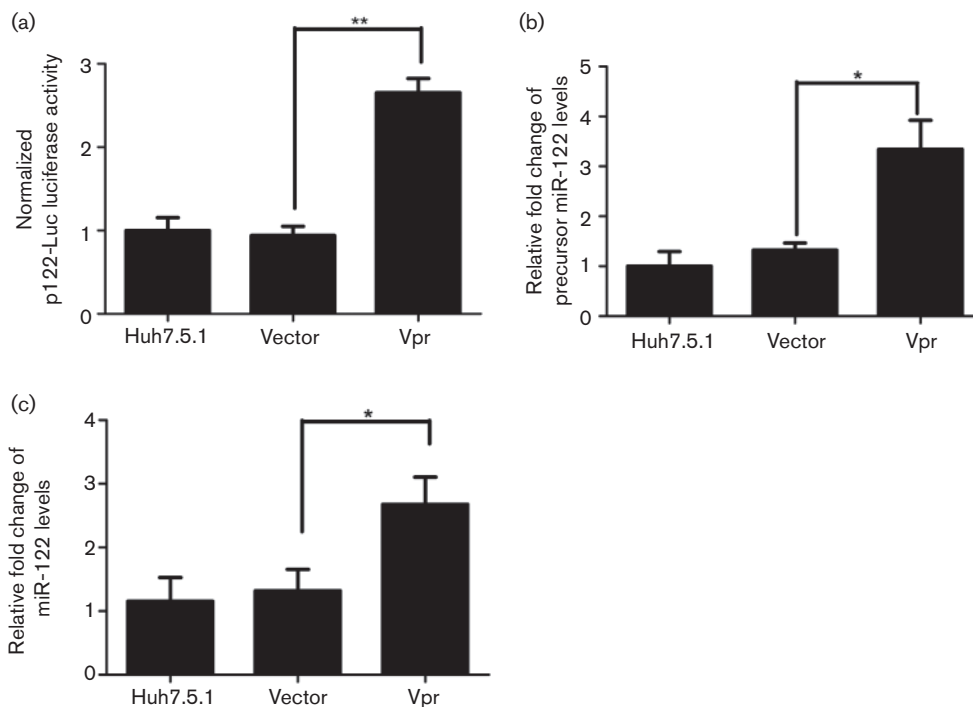 (a)
**
Normalized
p122-Luc luciferase activity
3
2
1
0
Huh7.5.1 Vector Vpr
(b)
*
Relative fold change of
precursor miR-122 levels
5
4
3
2
1
0
Huh7.5.1 Vector Vpr
(c)
*
Relative fold change of
miR-122 levels
4
3
2
1
0
Huh7.5.1 Vector Vpr